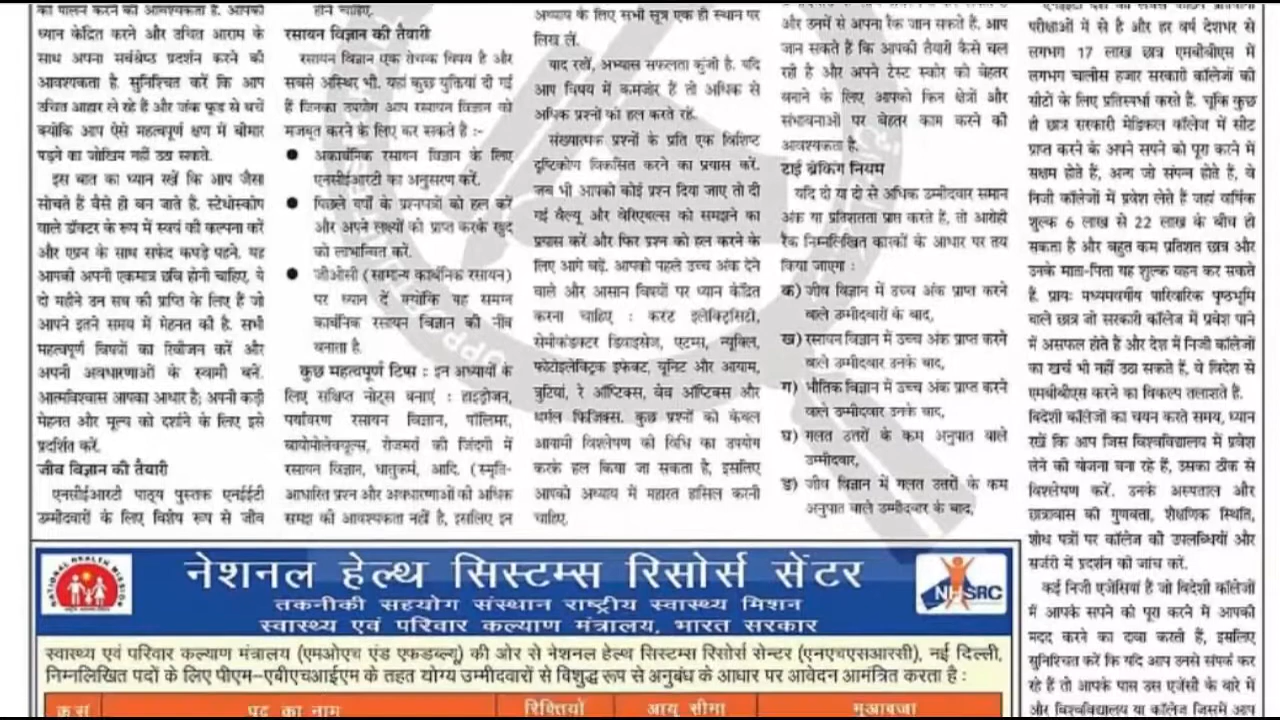 को पालन करने की आवश्यकता है. आपको
ध्यान केंद्रित करने और उचित आराम के
साथ अपना सर्वश्रेष्ठ प्रदर्शन करने की
आवश्यकता है. सुनिश्चित करें कि आप
उचित आहार ले रहे हैं और जंक फूड से बचें
क्योंकि आप ऐसे महत्वपूर्ण क्षण में बीमार
पड़ने का जोखिम नहीं उठा सकते.
इस बात का ध्यान रखें कि आप जैसा
सोचते हैं वैसे ही बन जाते हैं. स्टेथोस्कोप
वाले डॉक्टर के रूप में स्वयं की कल्पना करें
और एप्रन के साथ सफेद कपड़े पहने. यह
आपकी अपनी एकमात्र छवि होनी चाहिए. ये
दो महीने उन सब की प्राप्ति के लिए हैं जो
आपने इतने समय में मेहनत की है. सभी
महत्वपूर्ण विषयों का रिवीजन करें और
अपनी अवधारणाओं के स्वामी बनें.
आत्मविश्वास आपका आधार है; अपनी कड़ी
मेहनत और मूल्य को दर्शाने के लिए इसे
प्रदर्शित करें.
जीव विज्ञान की तैयारी
एनसीईआरटी पाठ्य पुस्तक एनईईटी
उम्मीदवारों के लिए विशेष रूप से जीव
होने चाहिए.
रसायन विज्ञान की तैयारी
रसायन विज्ञान एक रोचक विषय है और
सबसे अस्थिर भी. यहां कुछ युक्तियां दी गई
हैं जिनका उपयोग आप रसायन विज्ञान को
मजबूत करने के लिए कर सकते हैं :-
● अकार्बनिक रसायन विज्ञान के लिए
एनसीईआरटी का अनुसरण करें.
● पिछले वर्षों के प्रश्नपत्रों को हल करें
और अपने लक्ष्यों को प्राप्त करके खुद
को लाभान्वित करें.
● जीओसी (सामान्य कार्बनिक रसायन)
पर ध्यान दें क्योंकि यह समग्र
कार्बनिक रसायन विज्ञान की नींव
बनाता है.
कुछ महत्वपूर्ण टिप्स : इन अध्यायों के
लिए संक्षिप्त नोट्स बनाएं : हाइड्रोजन,
पर्यावरण रसायन विज्ञान, पॉलिमर,
बायोमोलेक्यूल्स, रोजमर्रा की जिंदगी में
रसायन विज्ञान, धातुकर्म, आदि. (स्मृति-
आधारित प्रश्न और अवधारणाओं की अधिक
समझ की आवश्यकता नहीं है, इसलिए इन
अध्याय के लिए सभी सूत्र एक ही स्थान पर
लिख लें.
याद रखें, अभ्यास सफलता कुंजी है. यदि
आप विषय में कमजोर हैं तो अधिक से
अधिक प्रश्नों को हल करते रहें.
संख्यात्मक प्रश्नों के प्रति एक विशिष्ट
दृष्टिकोण विकसित करने का प्रयास करें.
जब भी आपको कोई प्रश्न दिया जाए तो दी
गई वैल्यू और वेरिएबल्स को समझने का
प्रयास करें और फिर प्रश्न को हल करने के
लिए आगे बढ़ें. आपको पहले उच्च अंक देने
वाले और आसान विषयों पर ध्यान केंद्रित
करना चाहिए : करंट इलेक्ट्रिसिटी,
सेमीकंडक्टर डिवाइसेज, एटम्स, न्यूक्लि,
फोटोइलेक्ट्रिक इफेक्ट, यूनिट और आयाम,
त्रुटियां, रे ऑप्टिक्स, वेव ऑप्टिक्स और
थर्मल फिजिक्स. कुछ प्रश्नों को केवल
आयामी विश्लेषण की विधि का उपयोग
करके हल किया जा सकता है, इसलिए
आपको अध्याय में महारत हासिल करनी
चाहिए.
और उनमें से अपना रैंक जान सकते हैं. आप
जान सकते हैं कि आपकी तैयारी कैसे चल
रही है और अपने टेस्ट स्कोर को बेहतर
बनाने के लिए आपको किन क्षेत्रों और
संभावनाओं पर बेहतर काम करने की
आवश्यकता है.
टाई ब्रेकिंग नियम
यदि दो या दो से अधिक उम्मीदवार समान
अंक या प्रतिशतता प्राप्त करते हैं, तो आरोही
रैंक निम्नलिखित कारकों के आधार पर तय
किया जाएगा :
क) जीव विज्ञान में उच्च अंक प्राप्त करने
वाले उम्मीदवारों के बाद,
ख) रसायन विज्ञान में उच्च अंक प्राप्त करने
वाले उम्मीदवार उनके बाद,
ग) भौतिक विज्ञान में उच्च अंक प्राप्त करने
वाले उम्मीदवार उनके बाद,
घ) गलत उत्तरों के कम अनुपात वाले
उम्मीदवार,
ङ) जीव विज्ञान में गलत उत्तरों के कम
अनुपात वाले उम्मीदवार के बाद,
परीक्षाओं में से है और हर वर्ष देशभर से
लगभग 17 लाख छात्र एमबीबीएस में
लगभग चालीस हजार सरकारी कॉलेजों की
सीटों के लिए प्रतिस्पर्धा करते हैं. चूंकि कुछ
ही छात्र सरकारी मेडिकल कॉलेज में सीट
प्राप्त करने के अपने सपने को पूरा करने में
सक्षम होते हैं, अन्य जो संपन्न होते हैं, वे
निजी कॉलेजों में प्रवेश लेते हैं जहां वार्षिक
शुल्क 6 लाख से 22 लाख के बीच हो
सकता है और बहुत कम प्रतिशत छात्र और
उनके माता-पिता यह शुल्क वहन कर सकते
हैं. प्रायः मध्यमवर्गीय पारिवारिक पृष्ठभूमि
वाले छात्र जो सरकारी कॉलेज में प्रवेश पाने
में असफल होते हैं और देश में निजी कॉलेजों
का खर्च भी नहीं उठा सकते हैं, वे विदेश से
एमबीबीएस करने का विकल्प तलाशते हैं.
विदेशी कॉलेजों का चयन करते समय, ध्यान
रखें कि आप जिस विश्वविद्यालय में प्रवेश
लेने की योजना बना रहे हैं, उसका ठीक से
विश्लेषण करें. उनके अस्पताल और
छात्रावास की गुणवत्ता, शैक्षणिक स्थिति,
शोध पत्रों पर कॉलेज की उपलब्धियों और
सर्जरी में प्रदर्शन की जांच करें.
कई निजी एजेंसियां हैं जो विदेशी कॉलेजों
में आपके सपने को पूरा करने में आपकी
मदद करने का दावा करती हैं, इसलिए
सुनिश्चित करें कि यदि आप उनसे संपर्क कर
रहे हैं तो आपके पास उस एजेंसी के बारे में
और विश्वविद्यालय या कॉलेज जिसमें आप
नेशनल हेल्थ सिस्टम्स रिसोर्स सेंटर
तकनीकी सहयोग संस्थान राष्ट्रीय स्वास्थ्य मिशन
स्वास्थ्य एवं परिवार कल्याण मंत्रालय, भारत सरकार
NATIONAL HEALTH MISSION
NHSRC
स्वास्थ्य एवं परिवार कल्याण मंत्रालय (एमओएच एंड एफडब्ल्यू) की ओर से नेशनल हेल्थ सिस्टम्स रिसोर्स सेन्टर (एनएचएसआरसी), नई दिल्ली,
निम्नलिखित पदों के लिए पीएम-एबीएचआईएम के तहत योग्य उम्मीदवारों से विशुद्ध रूप से अनुबंध के आधार पर आवेदन आमंत्रित करता है :
क्र.सं पद का नाम रिक्तियों आयु सीमा मुआवजा